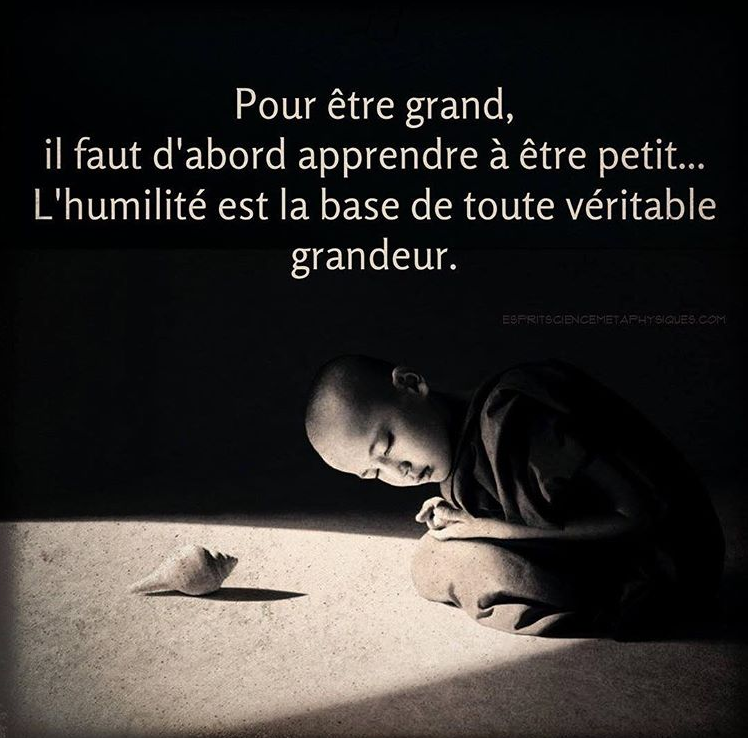 Pour être grand,
il faut d'abord apprendre à être petit...
L'humilité est la base de toute véritable
grandeur.
ESPRITSCIENCEMETAPHYSIQUES.COM